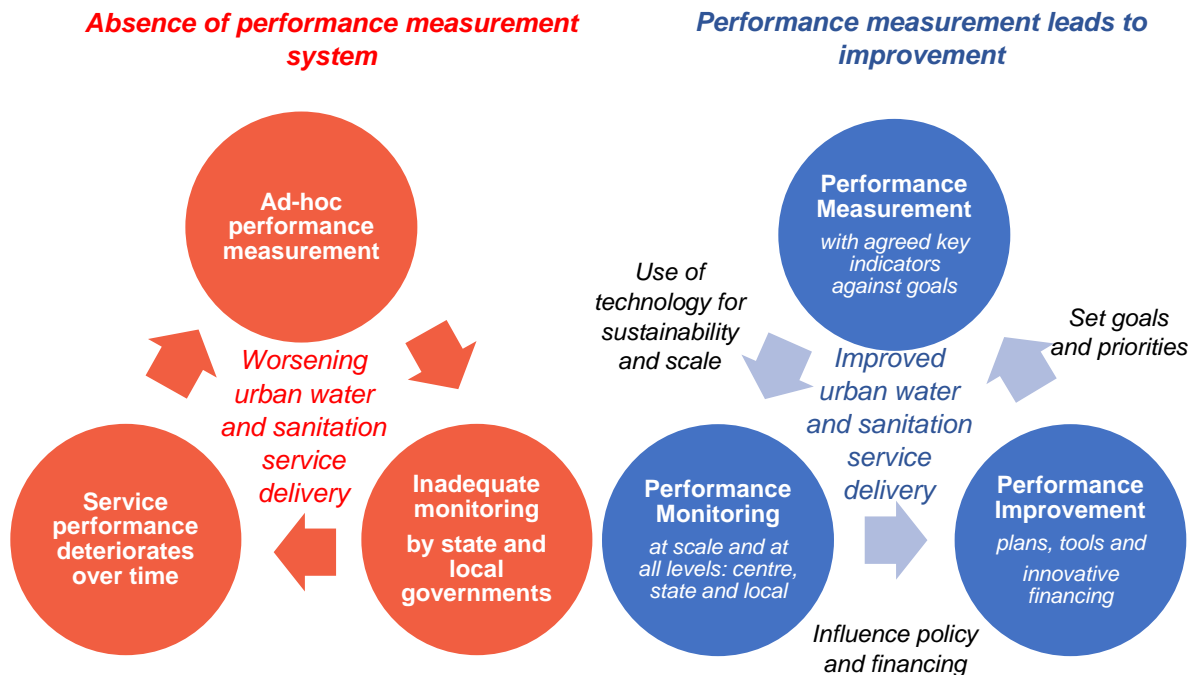 Absence of performance measurement
system
Ad-hoc
performance
measurement
Worsening
urban water
and sanitation
service
delivery
Inadequate
monitoring
by state and
local
governments
Service
performance
deteriorates
over time
Performance measurement leads to
improvement
Performance
Measurement
with agreed key
indicators
against goals
Use of
technology for
sustainability
and scale
Set goals
and priorities
Improved
urban water
and sanitation
service
delivery
Performance
Monitoring
at scale and at
all levels: centre,
state and local
Performance
Improvement
plans, tools and
innovative
financing
Influence policy
and financing